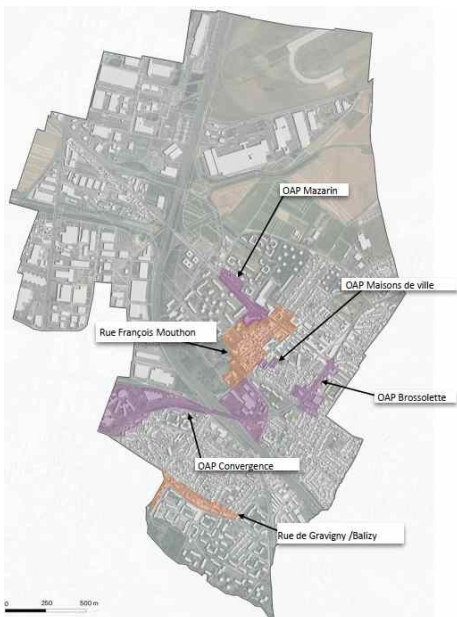 OAP Mazarin
OAP Maisons de ville
Rue François Mouthon
OAP Brossolette
OAP Convergence
Rue de Gravigny /Balizy
0 250 500 m